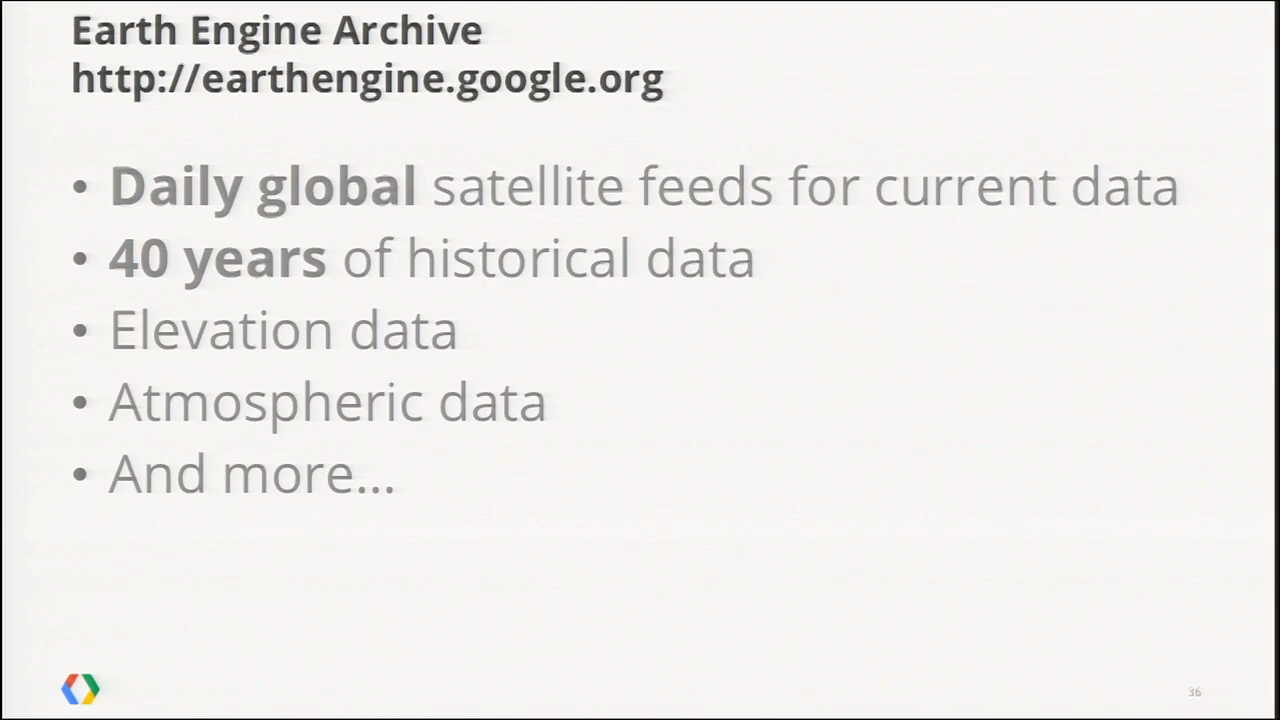 Earth Engine Archive
http://earthengine.google.org
• Daily global satellite feeds for current data
• 40 years of historical data
• Elevation data
• Atmospheric data
• And more...
36